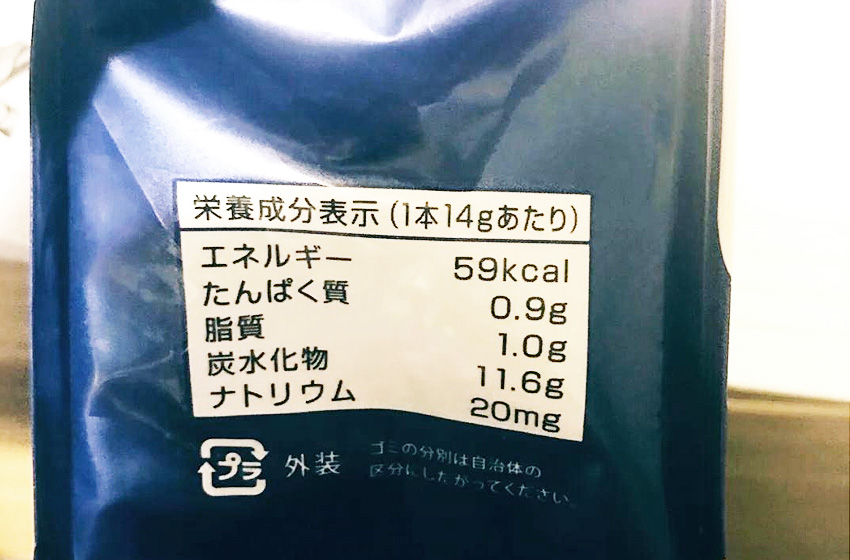 栄養成分表示(1本14gあたり)
エネルギー 59kcal
たんぱく質 0.9g
脂質 1.0g
炭水化物 11.6g
ナトリウム 20mg
プラ 外装
ゴミの分別は自治体の
区分にしたがってください。